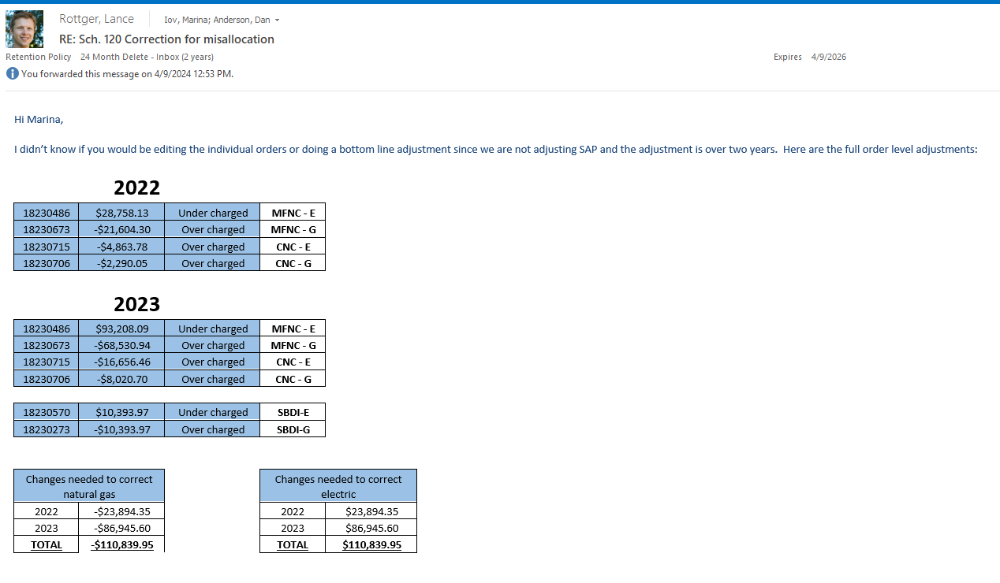 Rottger, Lance Iov, Marina; Anderson, Dan
RE: Sch. 120 Correction for misallocation
Retention Policy 24 Month Delete - Inbox (2 years) Expires 4/9/2026
You forwarded this message on 4/9/2024 12:53 PM.
Hi Marina,
I didn't know if you would be editing the individual orders or doing a bottom line adjustment since we are not adjusting SAP and the adjustment is over two years. Here are the full order level adjustments:
2022
18230486 $28,758.13 Under charged MFNC - E
18230673 -$21,604.30 Over charged MFNC - G
18230715 -$4,863.78 Over charged CNC - E
18230706 -$2,290.05 Over charged CNC - G
2023
18230486 $93,208.09 Under charged MFNC - E
18230673 -$68,530.94 Over charged MFNC - G
18230715 -$16,656.46 Over charged CNC - E
18230706 -$8,020.70 Over charged CNC - G
18230570 $10,393.97 Under charged SBDI-E
18230273 -$10,393.97 Over charged SBDI-G
Changes needed to correct
natural gas
2022 -$23,894.35
2023 -$86,945.60
TOTAL -$110,839.95
Changes needed to correct
electric
2022 $23,894.35
2023 $86,945.60
TOTAL $110,839.95